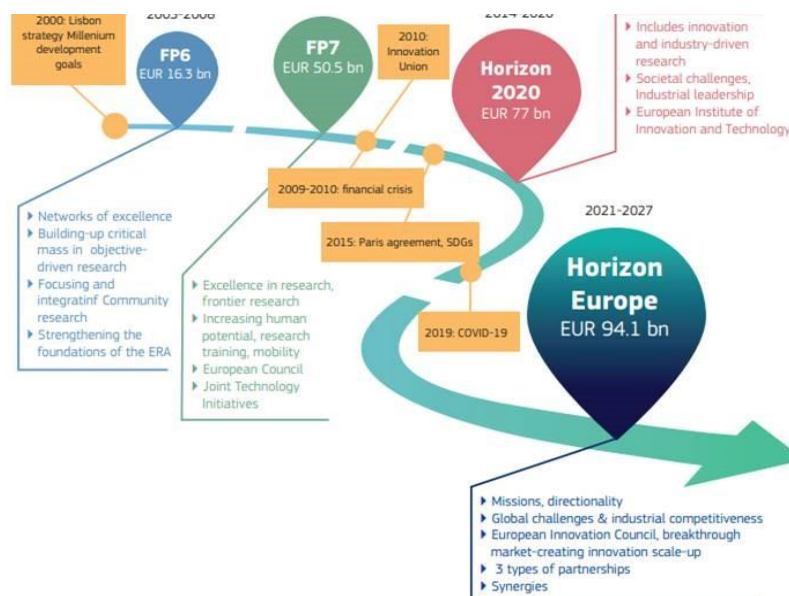 2000: Lisbon
strategy Millenium
development
goals
FP6
EUR 16.3 bn
FP7
EUR 50.5 bn
2010:
Innovation
Union
Horizon
2020
EUR 77 bn
Includes innovation
and industry-driven
research
Societal challenges,
Industrial leadership
European Institute of
Innovation and Technology
2009-2010: financial crisis
2015: Paris agreement, SDGs
2019: COVID-19
Networks of excellence
Building-up critical
mass in objective-
driven research
Focusing and
integratinf Community
research
Strengthening the
foundations of the ERA
Excellence in research,
frontier research
Increasing human
potential, research
training, mobility
European Council
Joint Technology
Initiatives
2021-2027
Horizon
Europe
EUR 94.1 bn
Missions, directionality
Global challenges & industrial competitiveness
European Innovation Council, breakthrough
market-creating innovation scale-up
3 types of partnerships
Synergies